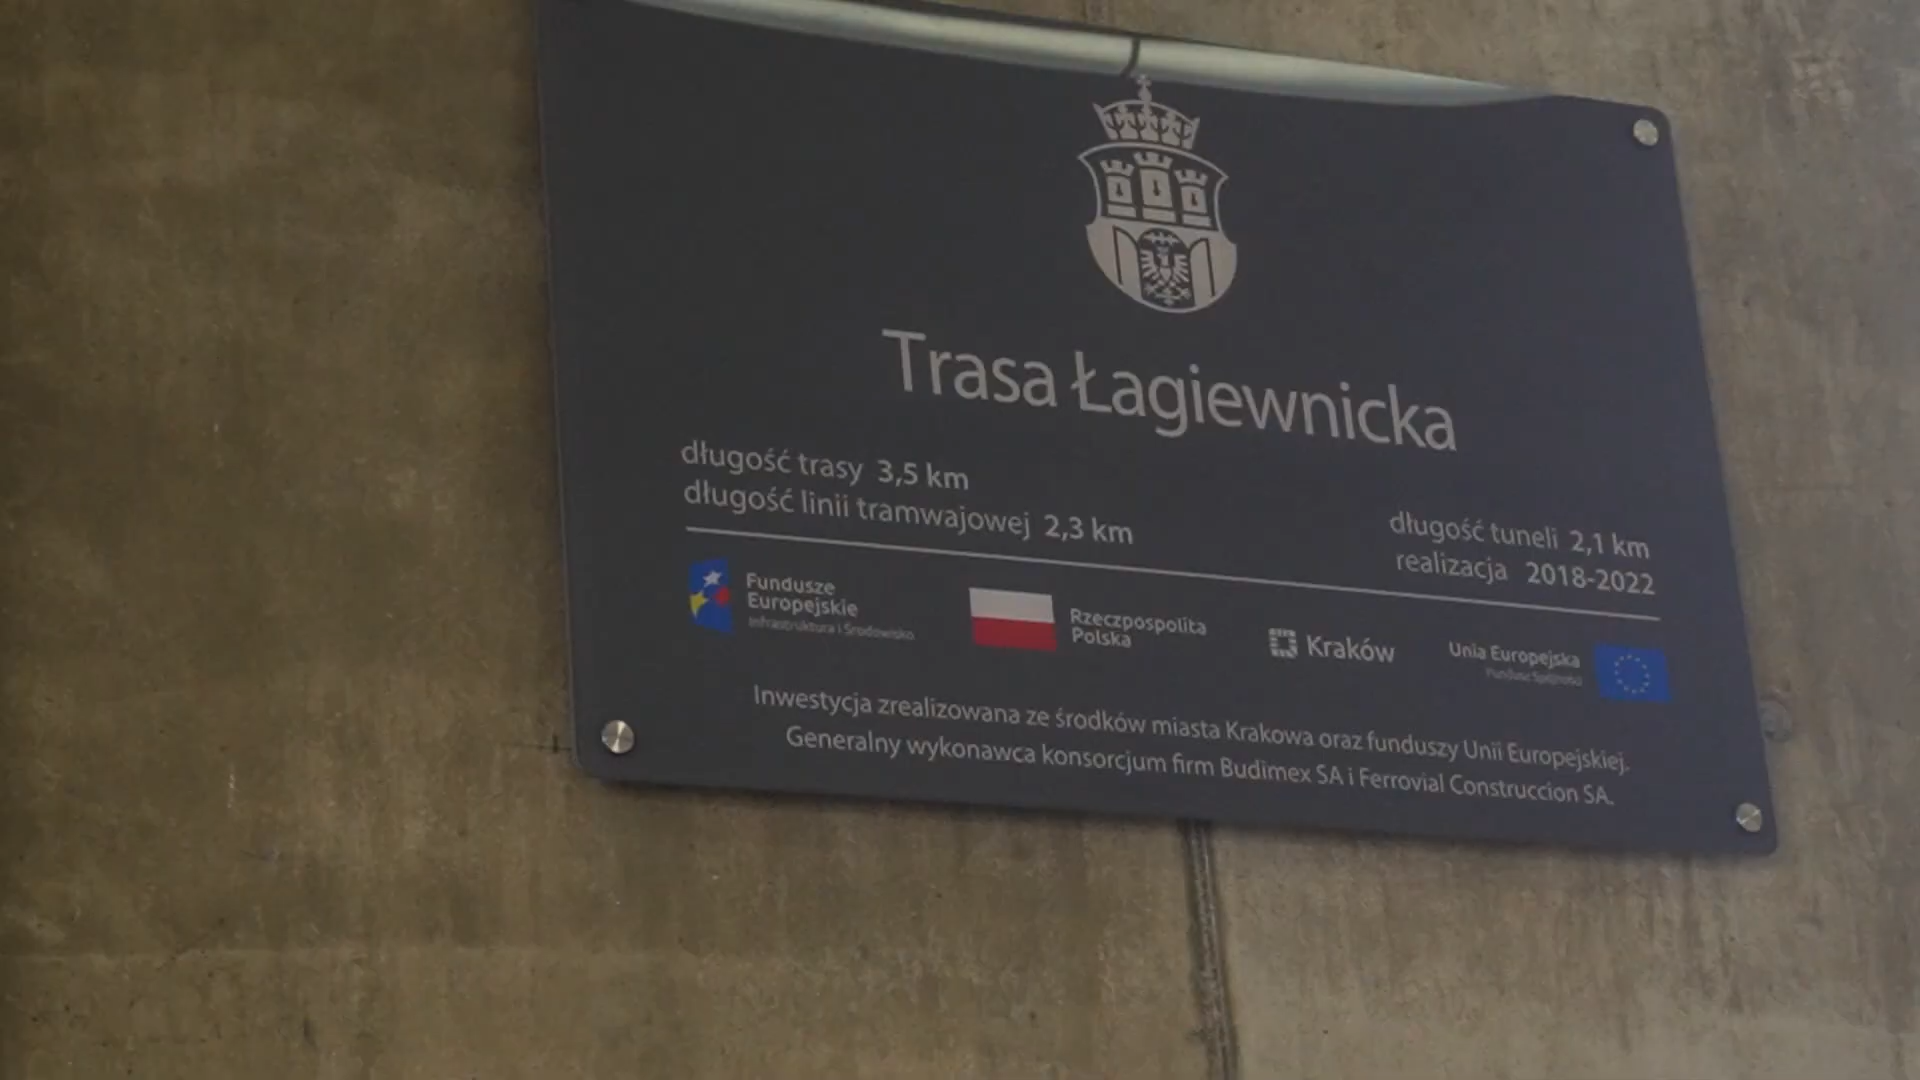 Trasa Łagiewnicka
długość trasy 3,5 km
długość linii tramwajowej 2,3 km
długość tuneli 2,1 km
realizacja 2018-2022
Fundusze
Europejskie
Infrastruktura i Środowisko
Rzeczpospolita
Polska
Kraków
Unia Europejska
Fundusz Spójności
Inwestycja zrealizowana ze środków miasta Krakowa oraz funduszy Unii Europejskiej.
Generalny wykonawca konsorcjum firm Budimex SA i Ferrovial Construccion SA.